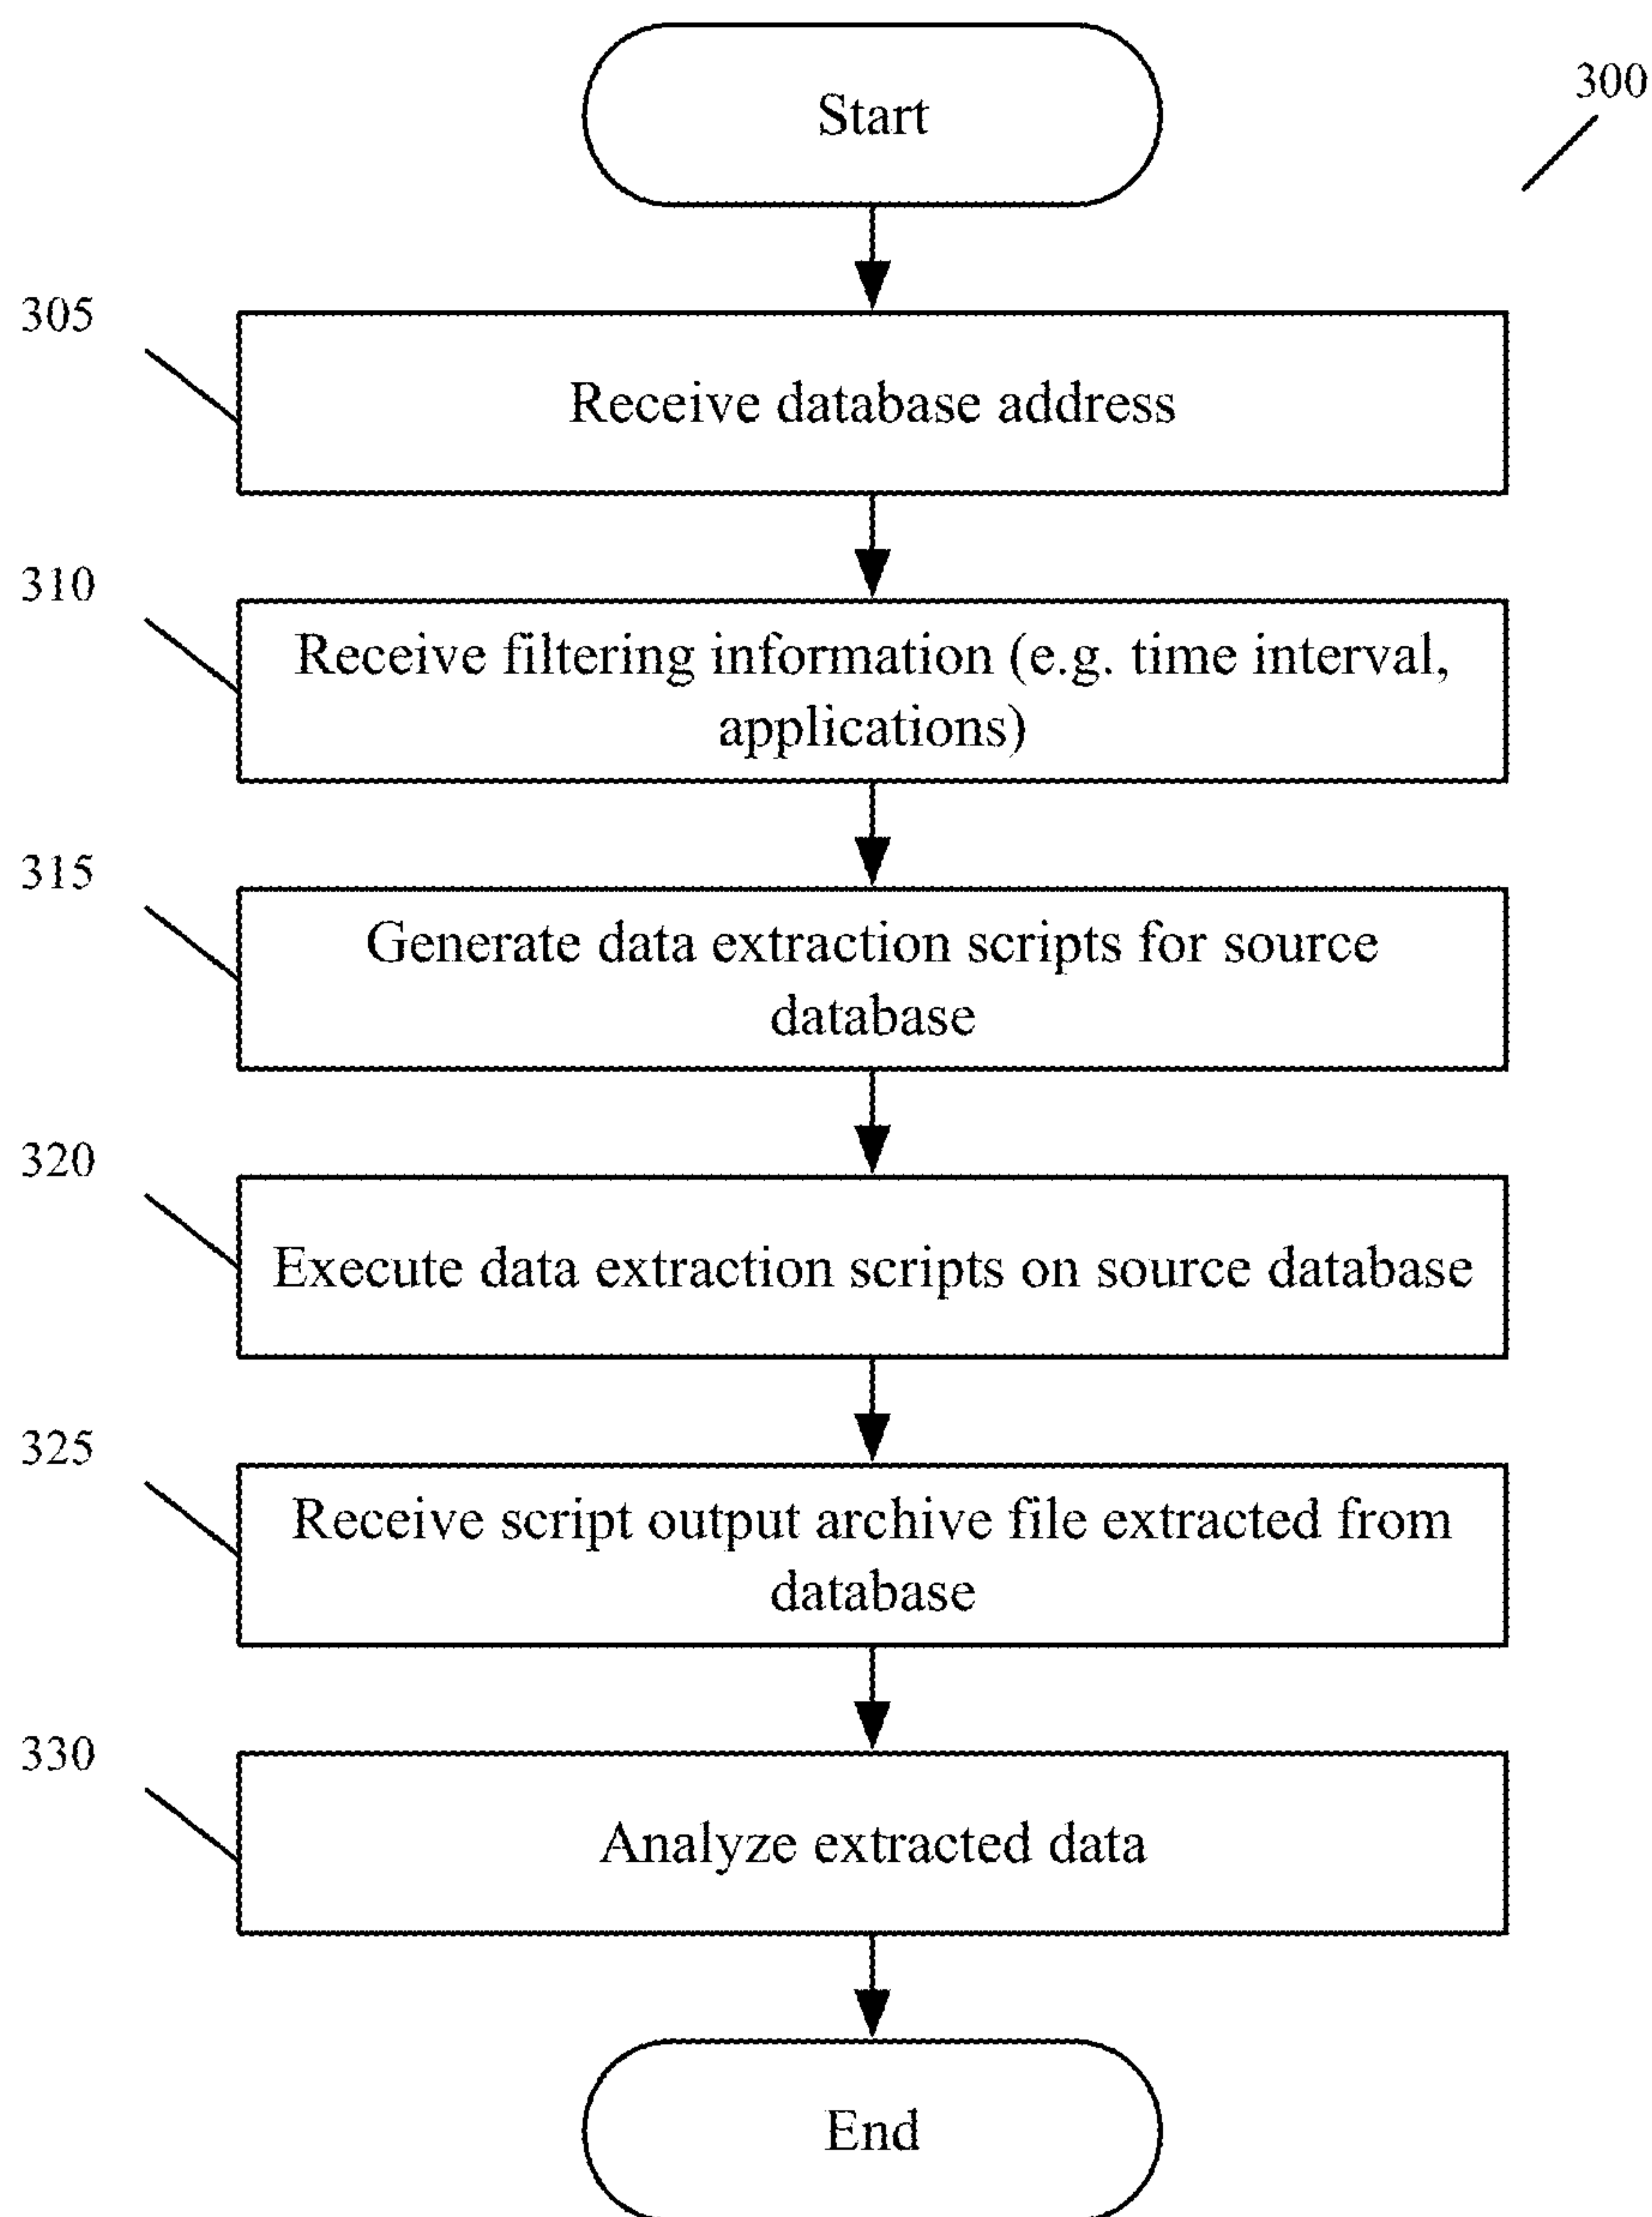 Start
300
305
Receive database address
310
Receive filtering information (e.g. time interval,
applications)
315
Generate data extraction scripts for source
database
320
Execute data extraction scripts on source database
325
Receive script output archive file extracted from
database
330
Analyze extracted data
End